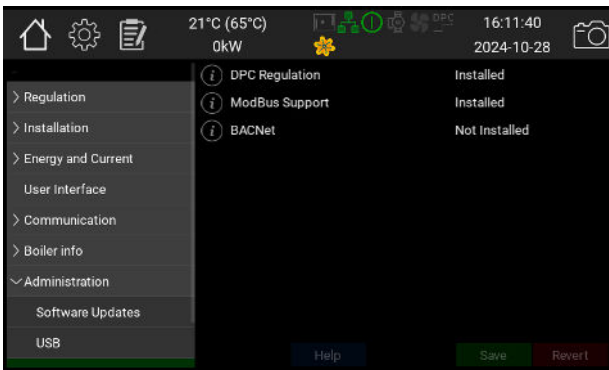 21°C (65°C)
0kW
DPC
16:11:40
2024-10-28
DPC Regulation Installed
ModBus Support Installed
BACNet Not Installed
Regulation
Installation
Energy and Current
User Interface
Communication
Boiler info
Administration
Software Updates
USB
Help
Save
Revert